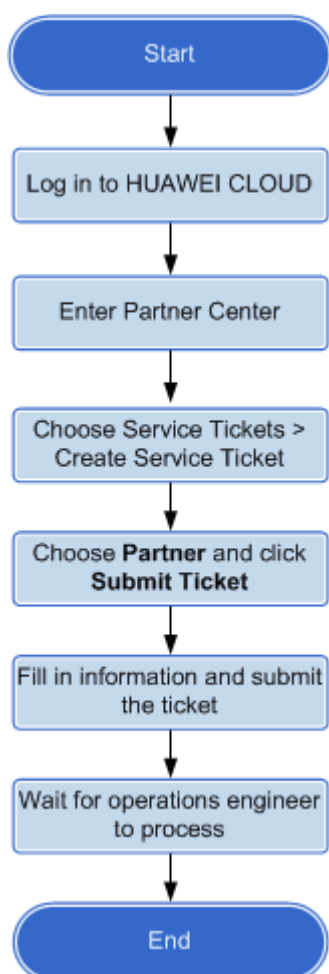 Start
Log in to HUAWEI CLOUD
Enter Partner Center
Choose Service Tickets >
Create Service Ticket
Choose Partner and click
Submit Ticket
Fill in information and submit
the ticket
Wait for operations engineer
to process
End